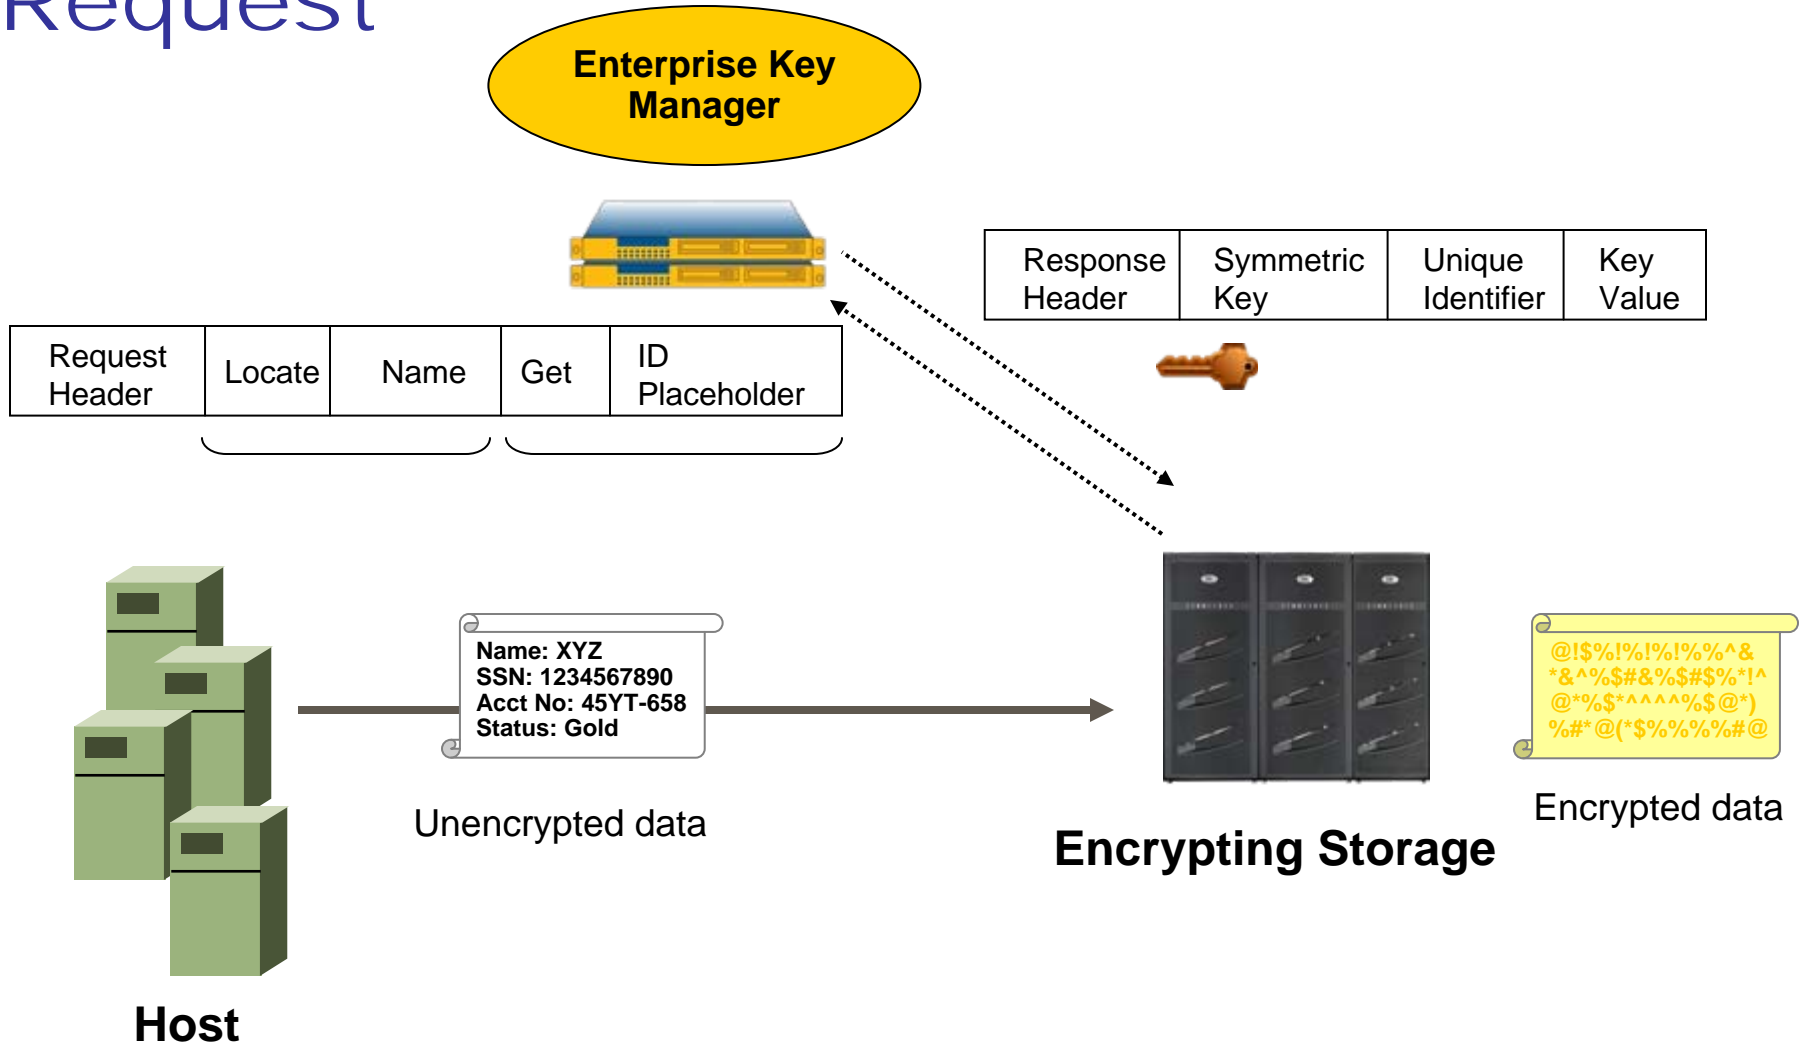 Request
Enterprise Key
Manager
Response
Header
Symmetric
Key
Unique
Identifier
Key
Value
Request
Header
Locate
Name
Get
ID
Placeholder
Name: XYZ
SSN: 1234567890
Acct No: 45YT-658
Status: Gold
@!$%!%!%!%%^&
*&^%$#&%$#$%*!^
@*%$*^^^^%$@*)
%#*@(*$%%%%#@
Unencrypted data
Encrypted data
Encrypting Storage
Host